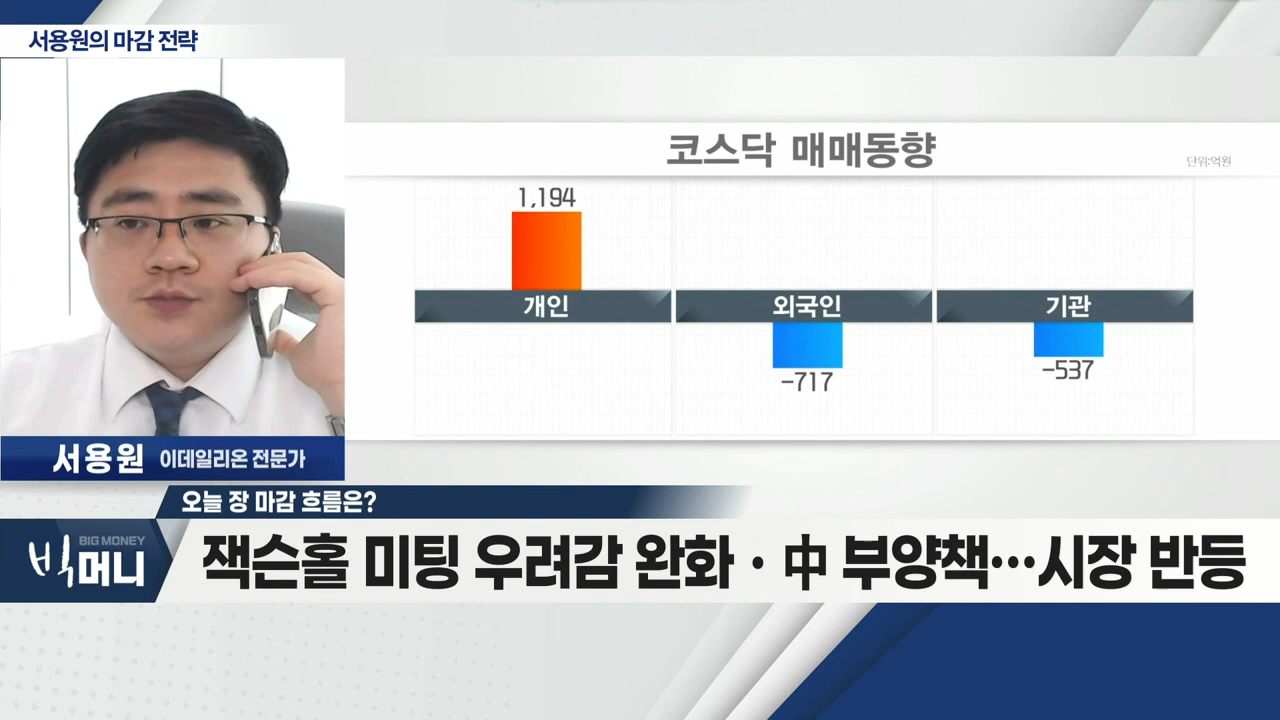 서용원의 마감 전략
코스닥 매매동향
단위:억원
1,194
개인
외국인
기관
-717
-537
서용원 이데일리온 전문가
오늘 장 마감 흐름은?
BIG MONEY
빅머니
잭슨홀 미팅 우려감 완화·中 부양책…시장 반등